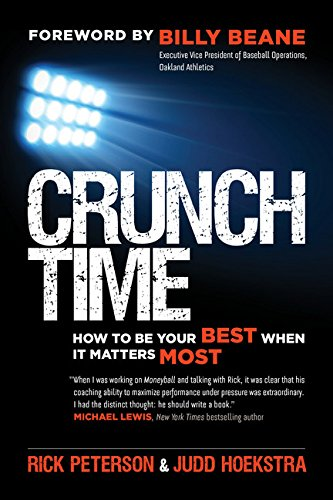 FOREWORD BY BILLY BEANE
Executive Vice President of Baseball Operations,
Oakland Athletics
CRUNCH
TIME
HOW TO BE YOUR BEST WHEN
IT MATTERS MOST
"When I was working on Moneyball and talking with Rick, it was clear that his
coaching ability to maximize performance under pressure was extraordinary.
I had the distinct thought: he should write a book."
MICHAEL LEWIS, New York Times bestselling author
RICK PETERSON & JUDD HOEKSTRA